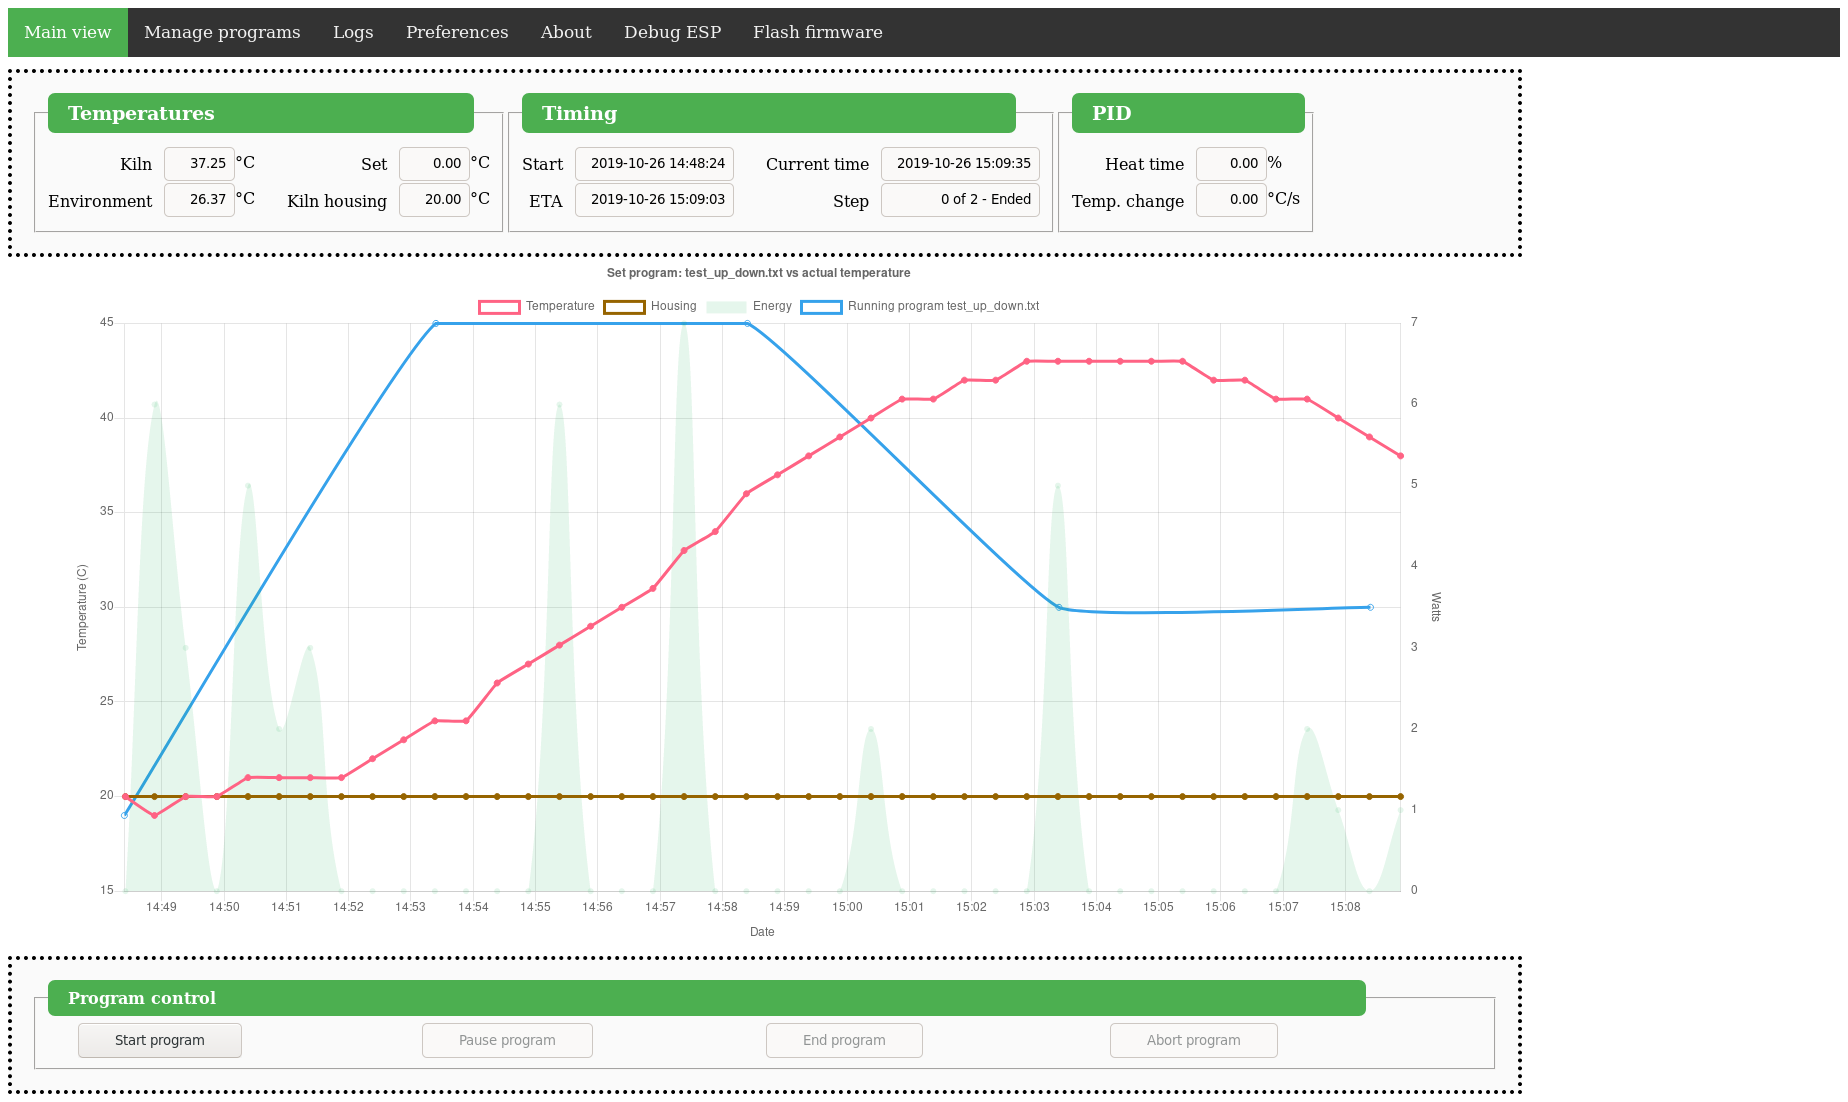 Main view Manage programs Logs Preferences About Debug ESP Flash firmware
Temperatures Timing PID
Kiln 37.25 °C Set 0.00 °C Start 2019-10-26 14:48:24 Current time 2019-10-26 15:09:35 Heat time 0.00 %
Environment 26.37 °C Kiln housing 20.00 °C ETA 2019-10-26 15:09:03 Step 0 of 2 - Ended Temp. change 0.00 °C/s
Set program: test_up_down.txt vs actual temperature
Temperature Housing Energy Running program test_up_down.txt
45 7
6
40
5
35
4
30
3
25
2
20
1
15 0
Temperature (C)
Watts
14:49 14:50 14:51 14:52 14:53 14:54 14:55 14:56 14:57 14:58 14:59 15:00 15:01 15:02 15:03 15:04 15:05 15:06 15:07 15:08
Date
Program control
Start program Pause program End program Abort program